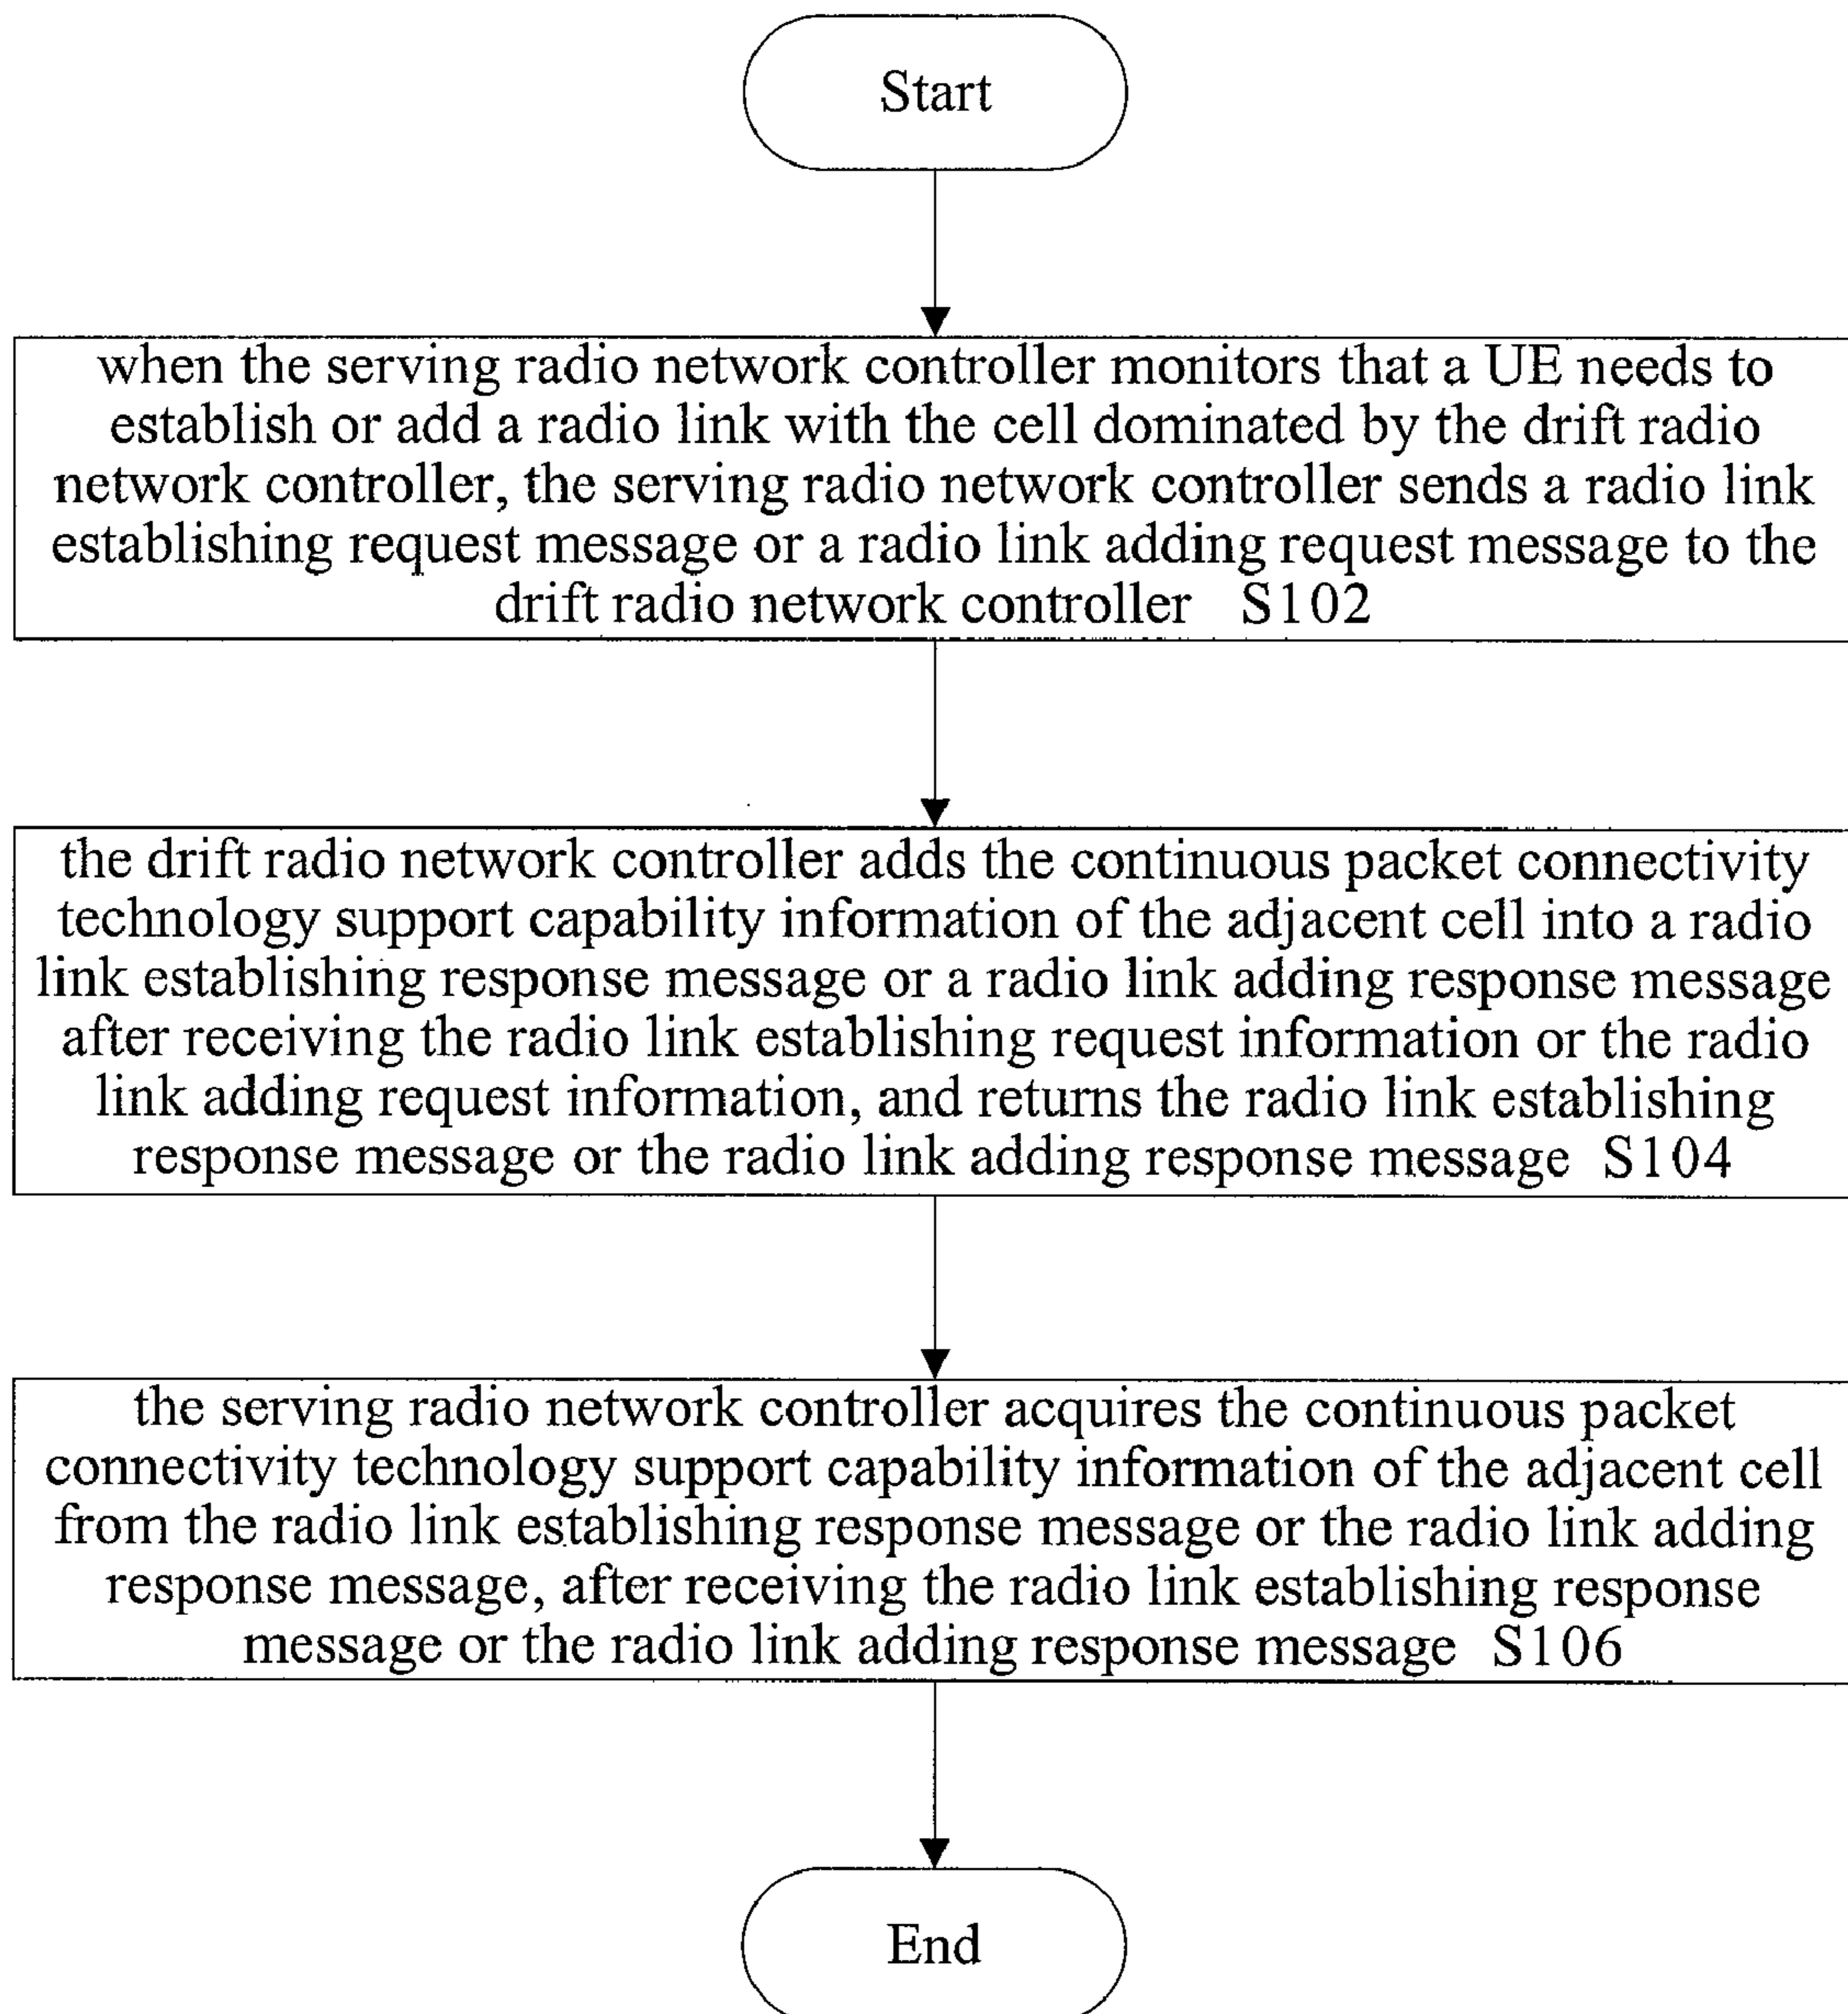 Start
when the serving radio network controller monitors that a UE needs to
establish or add a radio link with the cell dominated by the drift radio
network controller, the serving radio network controller sends a radio link
establishing request message or a radio link adding request message to the
drift radio network controller S102
the drift radio network controller adds the continuous packet connectivity
technology support capability information of the adjacent cell into a radio
link establishing response message or a radio link adding response message
after receiving the radio link establishing request information or the radio
link adding request information, and returns the radio link establishing
response message or the radio link adding response message S104
the serving radio network controller acquires the continuous packet
connectivity technology support capability information of the adjacent cell
from the radio link establishing response message or the radio link adding
response message, after receiving the radio link establishing response
message or the radio link adding response message S106
End